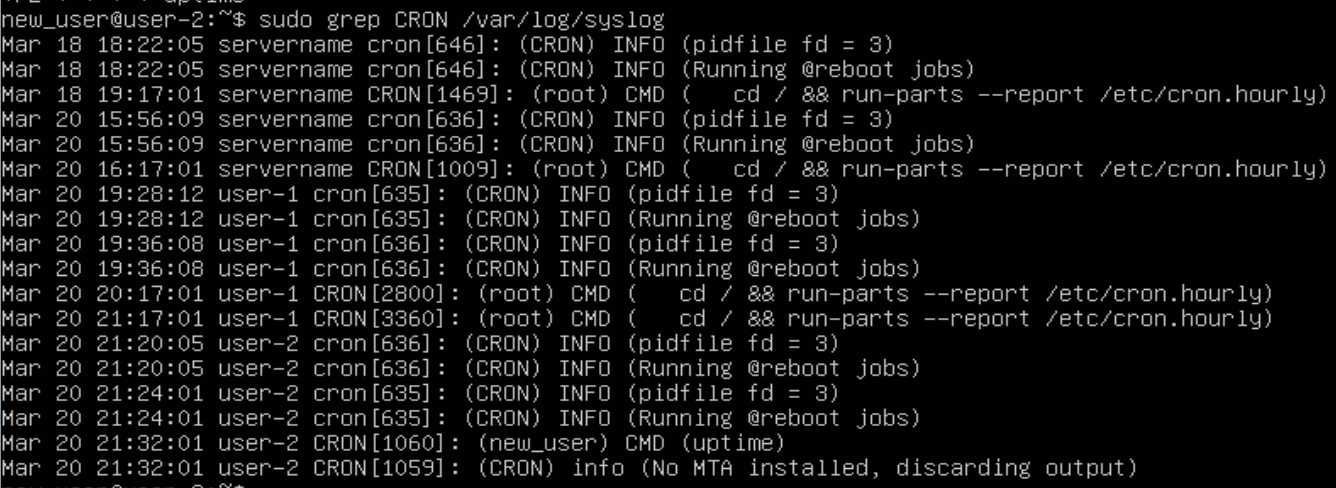 new_user@user-2:~$ sudo grep CRON /var/log/syslog
Mar 18 18:22:05 servername cron[646]: (CRON) INFO (pidfile fd = 3)
Mar 18 18:22:05 servername cron[646]: (CRON) INFO (Running @reboot jobs)
Mar 18 19:17:01 servername CRON[1469]: (root) CMD (   cd / && run-parts --report /etc/cron.hourly)
Mar 20 15:56:09 servername cron[636]: (CRON) INFO (pidfile fd = 3)
Mar 20 15:56:09 servername cron[636]: (CRON) INFO (Running @reboot jobs)
Mar 20 16:17:01 servername CRON[1009]: (root) CMD (   cd / && run-parts --report /etc/cron.hourly)
Mar 20 19:28:12 user-1 cron[635]: (CRON) INFO (pidfile fd = 3)
Mar 20 19:28:12 user-1 cron[635]: (CRON) INFO (Running @reboot jobs)
Mar 20 19:36:08 user-1 cron[636]: (CRON) INFO (pidfile fd = 3)
Mar 20 19:36:08 user-1 cron[636]: (CRON) INFO (Running @reboot jobs)
Mar 20 20:17:01 user-1 CRON[2800]: (root) CMD (   cd / && run-parts --report /etc/cron.hourly)
Mar 20 21:17:01 user-1 CRON[3360]: (root) CMD (   cd / && run-parts --report /etc/cron.hourly)
Mar 20 21:20:05 user-2 cron[636]: (CRON) INFO (pidfile fd = 3)
Mar 20 21:20:05 user-2 cron[636]: (CRON) INFO (Running @reboot jobs)
Mar 20 21:24:01 user-2 cron[635]: (CRON) INFO (pidfile fd = 3)
Mar 20 21:24:01 user-2 cron[635]: (CRON) INFO (Running @reboot jobs)
Mar 20 21:32:01 user-2 CRON[1060]: (new_user) CMD (uptime)
Mar 20 21:32:01 user-2 CRON[1059]: (CRON) info (No MTA installed, discarding output)